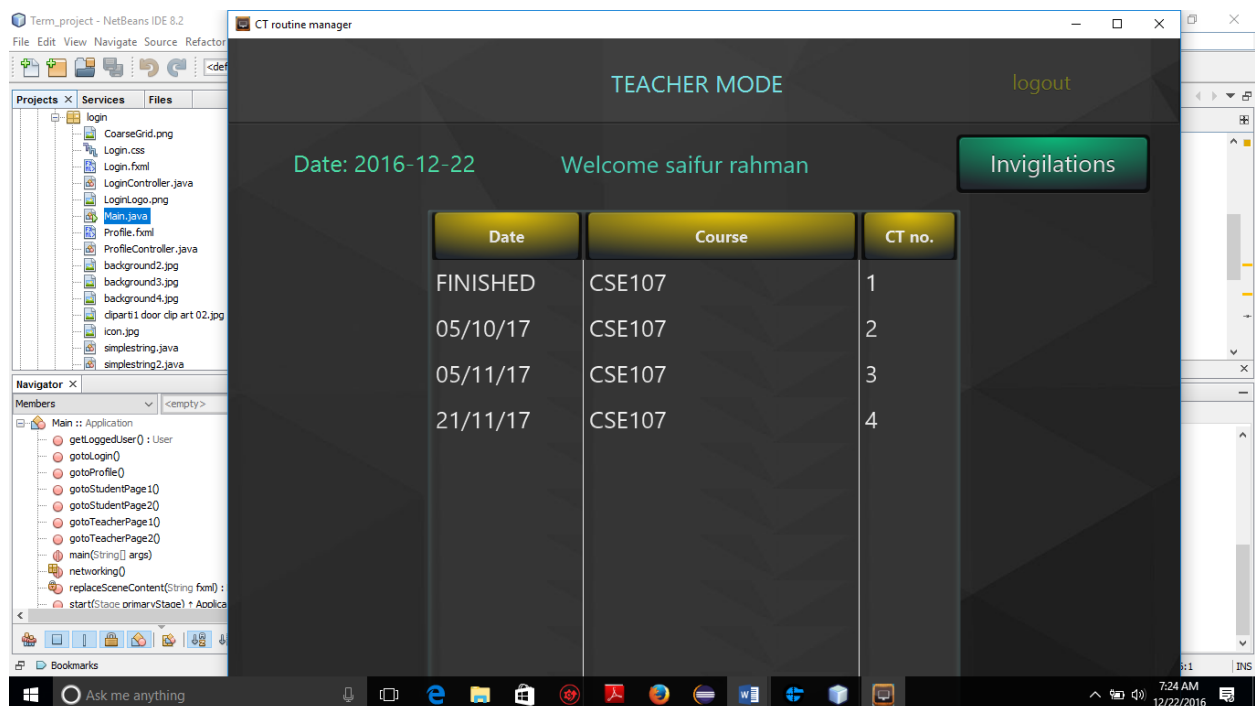 Term_project - NetBeans IDE 8.2
File Edit View Navigate Source Refactor
CT routine manager
TEACHER MODE
logout
Date: 2016-12-22
Welcome saifur rahman
Invigilations
Date Course CT no.
FINISHED CSE107 1
05/10/17 CSE107 2
05/11/17 CSE107 3
21/11/17 CSE107 4
<def
Projects Services Files
login
CoarseGrid.png
Login.css
Login.fxml
LoginController.java
LoginLogo.png
Main.java
Profile.fxml
ProfileController.java
background2.jpg
background3.jpg
background4.jpg
cliparti1 door clip art 02.jpg
icon.jpg
simplestring.java
simplestring2.java
Navigator
Members <empty>
Main :: Application
getLoggedUser() : User
gotoLogin()
gotoProfile()
gotoStudentPage1()
gotoStudentPage2()
gotoTeacherPage1()
gotoTeacherPage2()
main(String[] args)
networking()
replaceSceneContent(String fxml) :
start(Stage primaryStage) ↑ Applica
Bookmarks
INS
Ask me anything
7:24 AM
12/22/2016